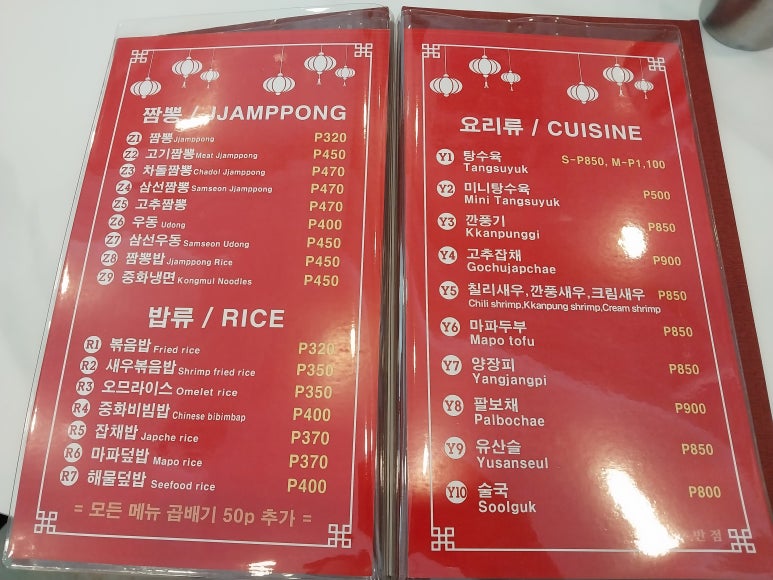 짬뽕 / JJAMPPONG
Z1 짬뽕 Jjamppong P320
Z2 고기짬뽕 Meat Jjamppong P450
Z3 차돌짬뽕 Chadol Jjamppong P470
Z4 삼선짬뽕 Samseon Jjamppong P470
Z5 고추짬뽕 P470
Z6 우동 Udong P400
Z7 삼선우동 Samseon Udong P450
Z8 짬뽕밥 Jjamppong Rice P450
Z9 중화냉면 Kongmul Noodles P450
밥류 / RICE
R1 볶음밥 Fried rice P320
R2 새우볶음밥 Shrimp fried rice P350
R3 오므라이스 Omelet rice P350
R4 중화비빔밥 Chinese bibimbap P400
R5 잡채밥 Japche rice P370
R6 마파덮밥 Mapo rice P370
R7 해물덮밥 Seefood rice P400
= 모든 메뉴 곱배기 50p 추가 =
요리류 / CUISINE
Y1 탕수육 S-P850, M-P1,100
Tangsuyuk
Y2 미니탕수육 P500
Mini Tangsuyuk
Y3 깐풍기 P850
Kkanpunggi
Y4 고추잡채 P900
Gochujapchae
Y5 칠리새우,깐풍새우,크림새우 P850
Chili shrimp,Kkanpung shrimp,Cream shrimp
Y6 마파두부 P850
Mapo tofu
Y7 양장피 P850
Yangjangpi
Y8 팔보채 P900
Palbochae
Y9 유산슬 P850
Yusanseul
Y10 술국 P800
Soolguk
반점